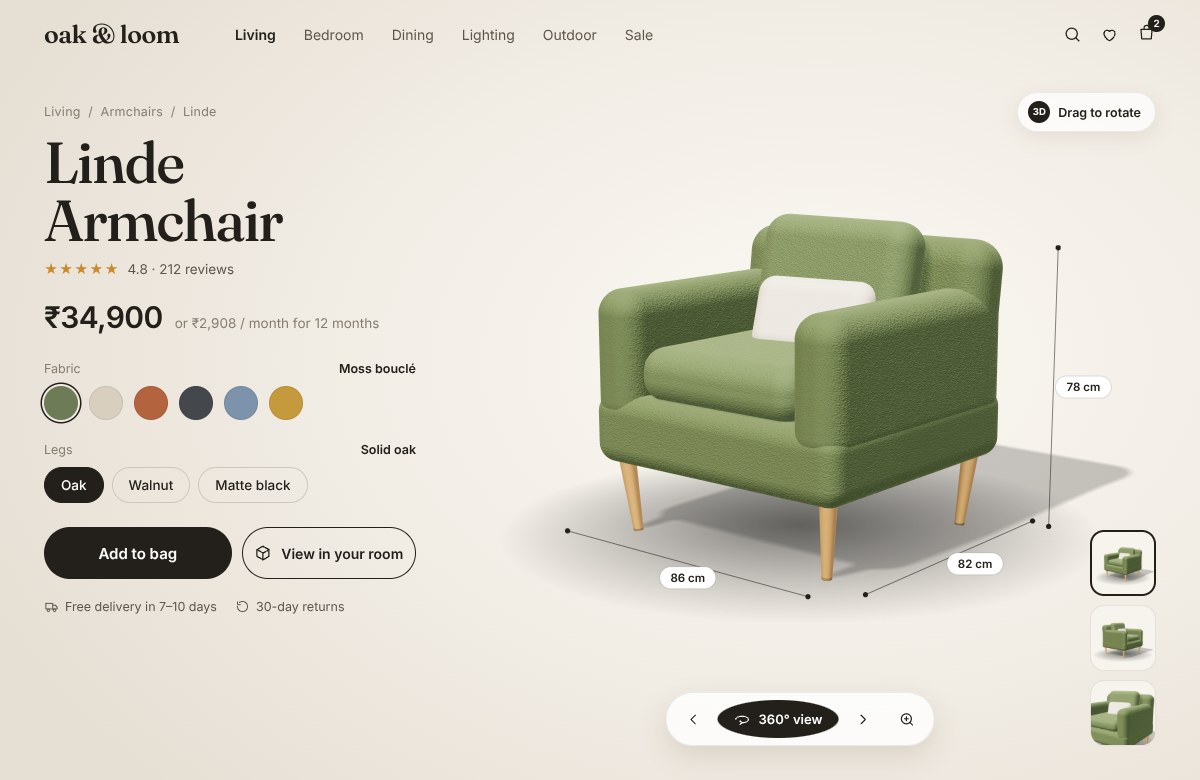 oak & loom
Living Bedroom Dining Lighting Outdoor Sale
2
Living / Armchairs / Linde
3D Drag to rotate
Linde
Armchair
★★★★★ 4.8 · 212 reviews
₹34,900 or ₹2,908 / month for 12 months
Fabric Moss bouclé
78 cm
Legs Solid oak
Oak Walnut Matte black
Add to bag View in your room
82 cm
86 cm
Free delivery in 7–10 days 30-day returns
360° view